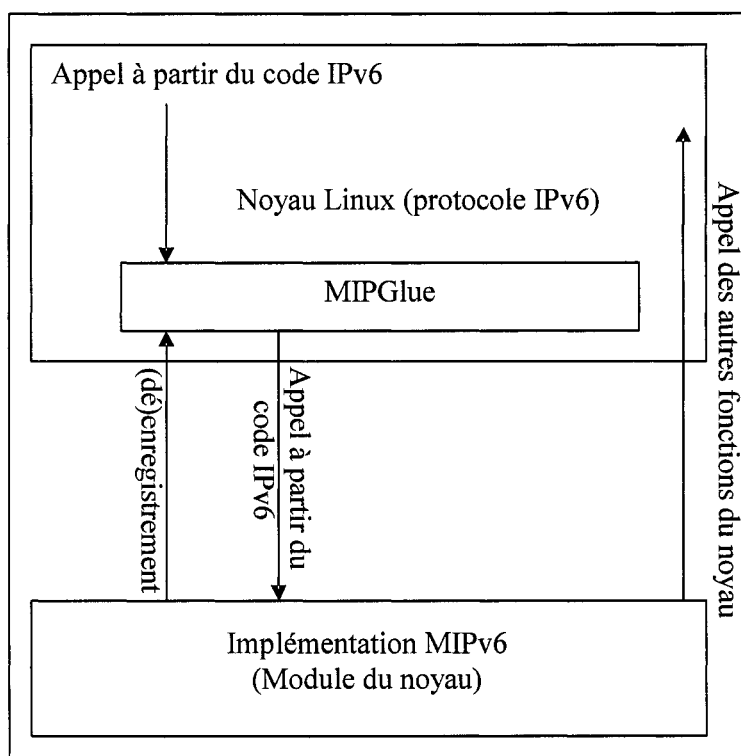 Appel à partir du code IPv6
Noyau Linux (protocole IPv6)
MIPGlue
(dé)enregistrement
Appel à partir du
code IPv6
Appel des autres fonctions du noyau
Implémentation MIPv6
(Module du noyau)